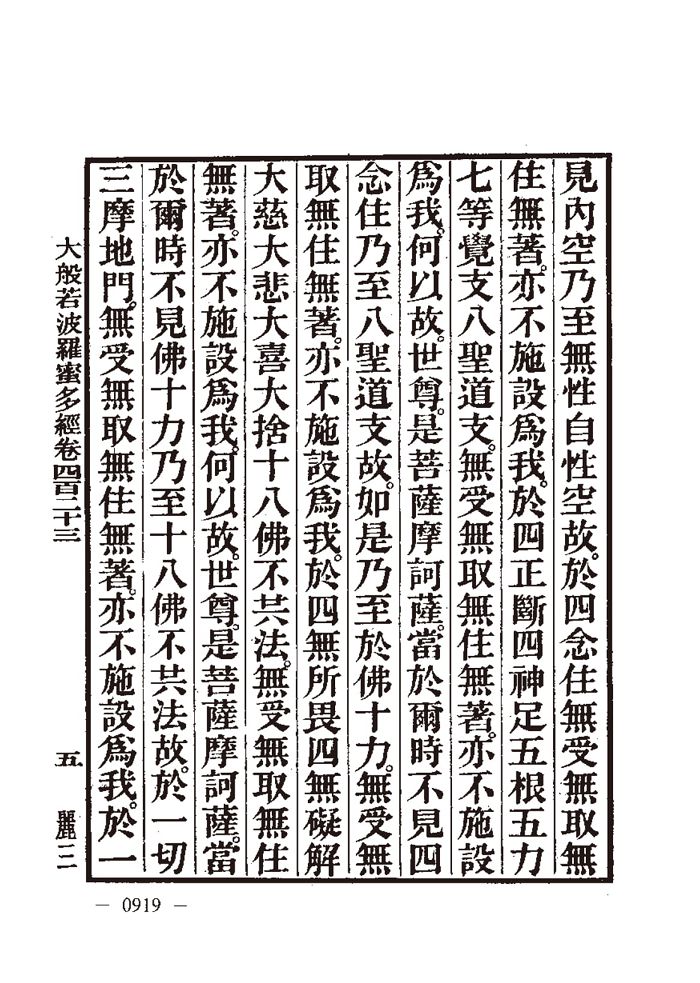 見內空乃至無性自性空故。於四念住無受無取無
住無著。亦不施設爲我。於四正斷四神足五根五力
七等覺支八聖道支。無受無取無住無著。亦不施設
爲我。何以故。世尊。是菩薩摩訶薩。當於爾時不見四
念住乃至八聖道支故。如是乃至於佛十力。無受無
取無住無著。亦不施設爲我。於四無所畏四無礙解
大慈大悲大喜大捨十八佛不共法。無受無取無住
無著。亦不施設爲我。何以故。世尊。是菩薩摩訶薩。當
於爾時不見佛十力乃至十八佛不共法故。於一切
三摩地門。無受無取無住無著。亦不施設爲我。於一
大般若波羅蜜多經卷四百二十三 五 麗三
— 0919 —